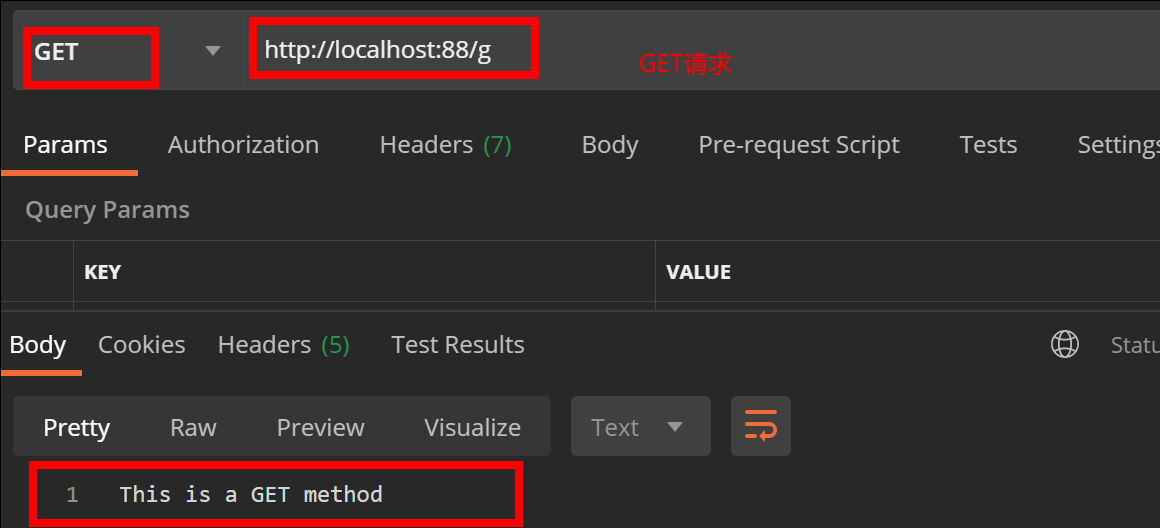 GET http://localhost:88/g GET请求
Params Authorization Headers (7) Body Pre-request Script Tests Settings
Query Params
KEY VALUE
Body Cookies Headers (5) Test Results Statu
Pretty Raw Preview Visualize Text
1 This is a GET method